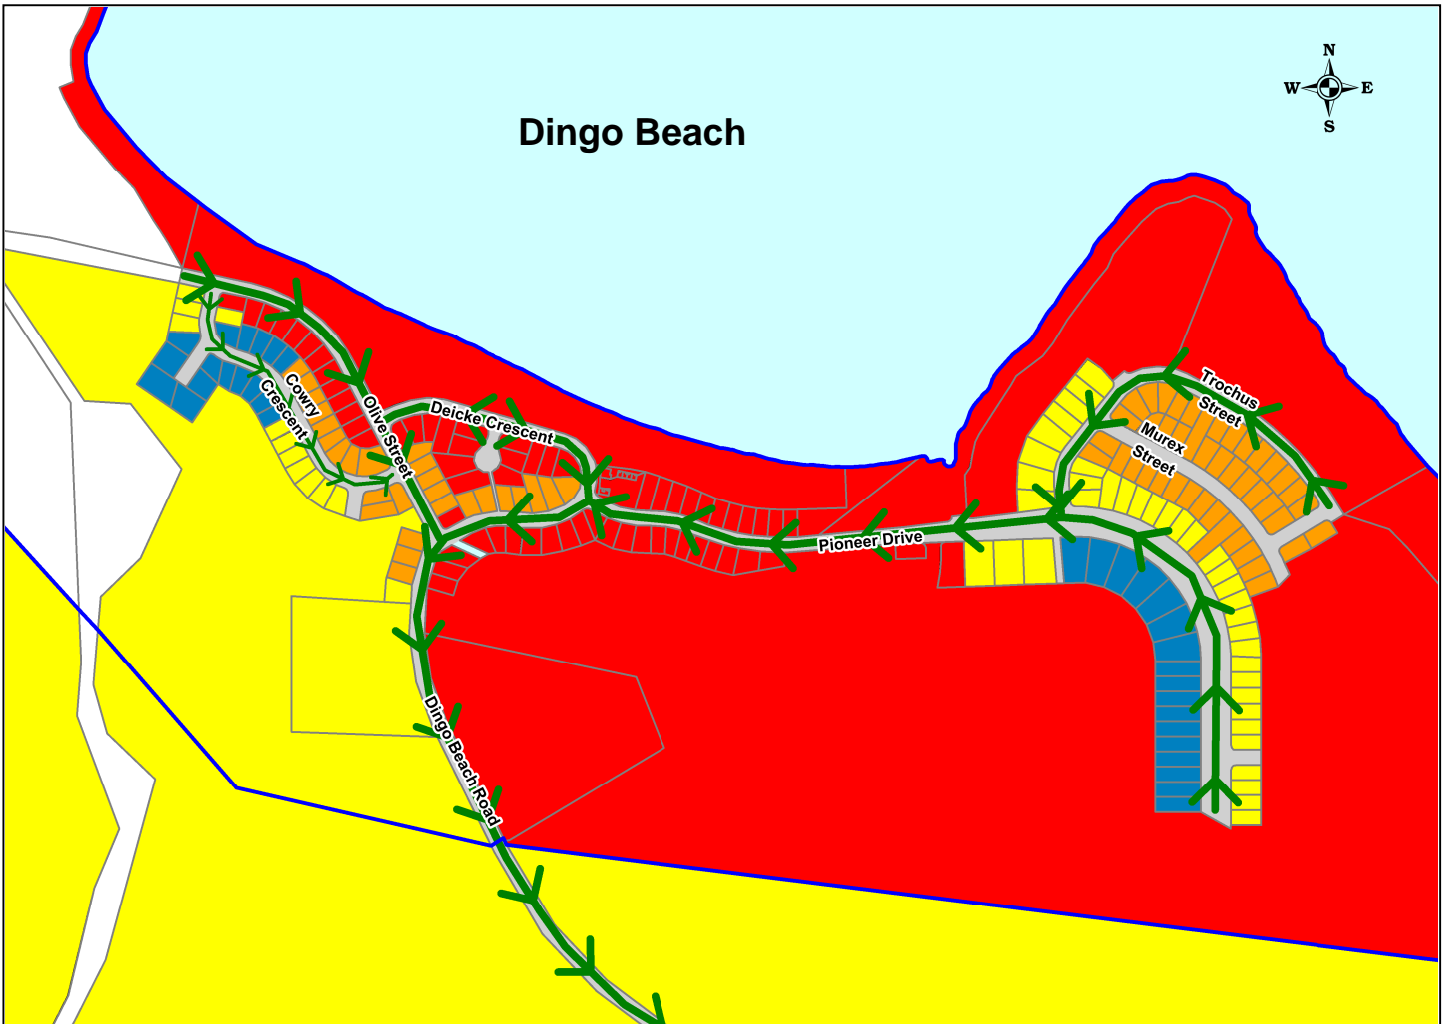 N
W E
S
Dingo Beach
Cowry
Crescent
Olive Street
Deicke Crescent
Trochus
Street
Murex
Street
Pioneer Drive
Dingo Beach Road